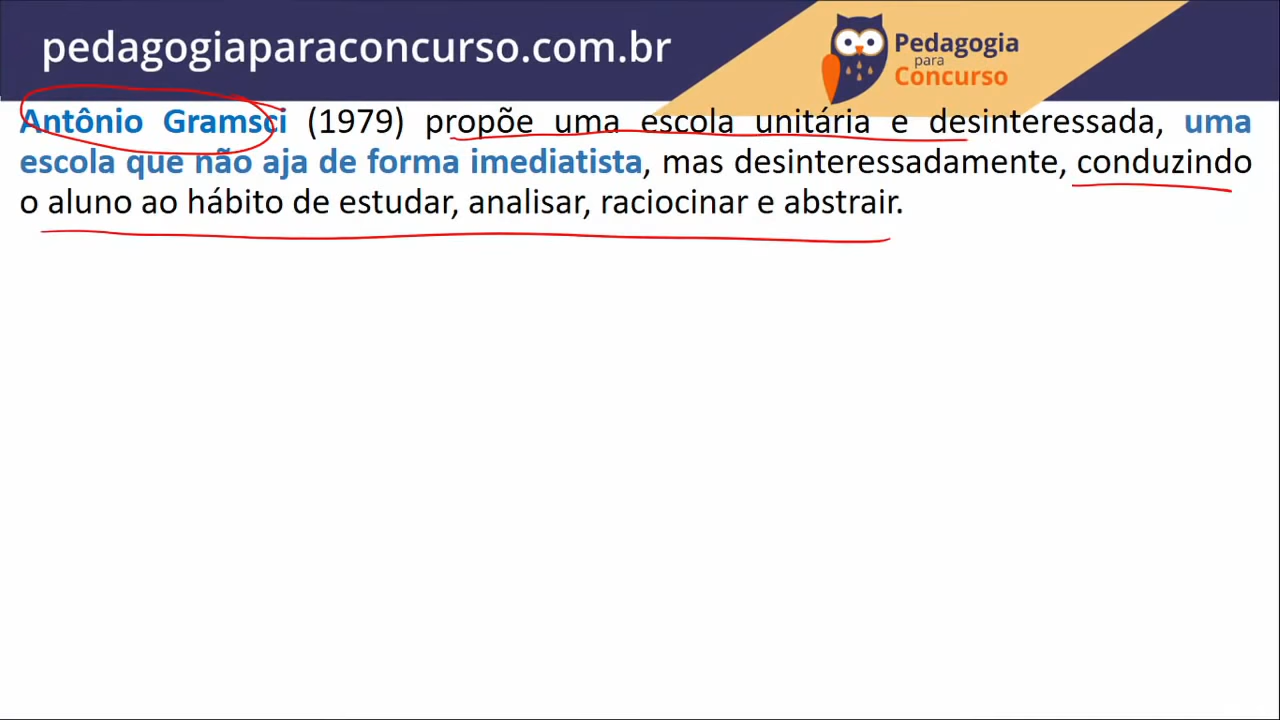 pedagogiaparaconcurso.com.br
Pedagogia
para
Concurso
Antônio Gramsci (1979) propõe uma escola unitária e desinteressada, uma
escola que não aja de forma imediatista, mas desinteressadamente, conduzindo
o aluno ao hábito de estudar, analisar, raciocinar e abstrair.